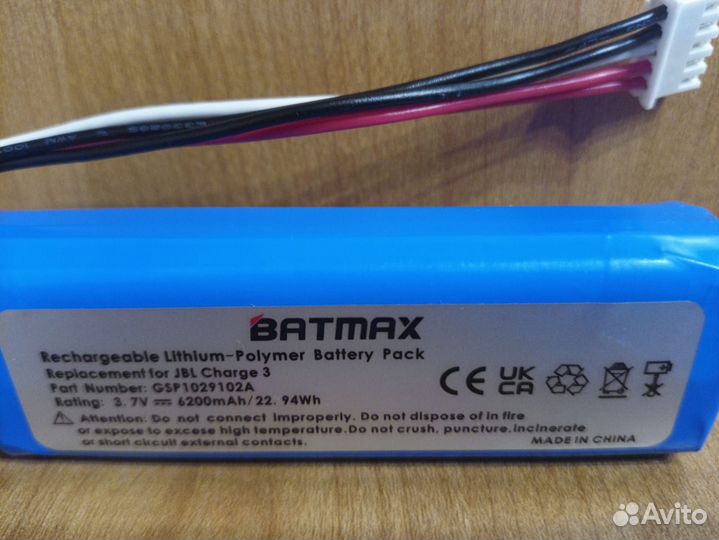 BATMAX
Rechargeable Lithium-Polymer Battery Pack
Replacement for JBL Charge 3
Part Number: GSP1029102A
Rating: 3.7V 6200mAh/22.94Wh
Attention: Do not connect improperly. Do not dispose of in fire
or expose to excess high temperature.Do not crush, puncture,incinerate
or short circuit external contacts.
CE UK CA
MADE IN CHINA
Avito